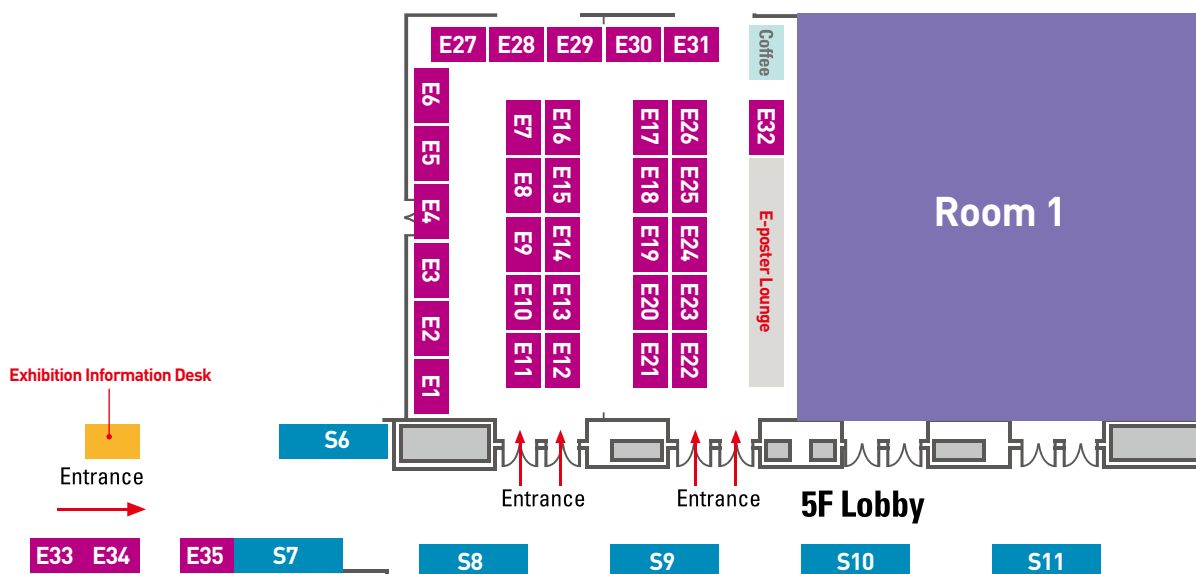 E27 E28 E29 E30 E31
Coffee
E6
E5
E4
E3
E2
E1
E7 E16
E8 E15
E9 E14
E10 E13
E11 E12
E17 E26
E18 E25
E19 E24
E20 E23
E21 E22
E32
E-poster Lounge
Room 1
Exhibition Information Desk
Entrance
S6
Entrance
Entrance
5F Lobby
E33 E34
E35 S7
S8
S9
S10
S11